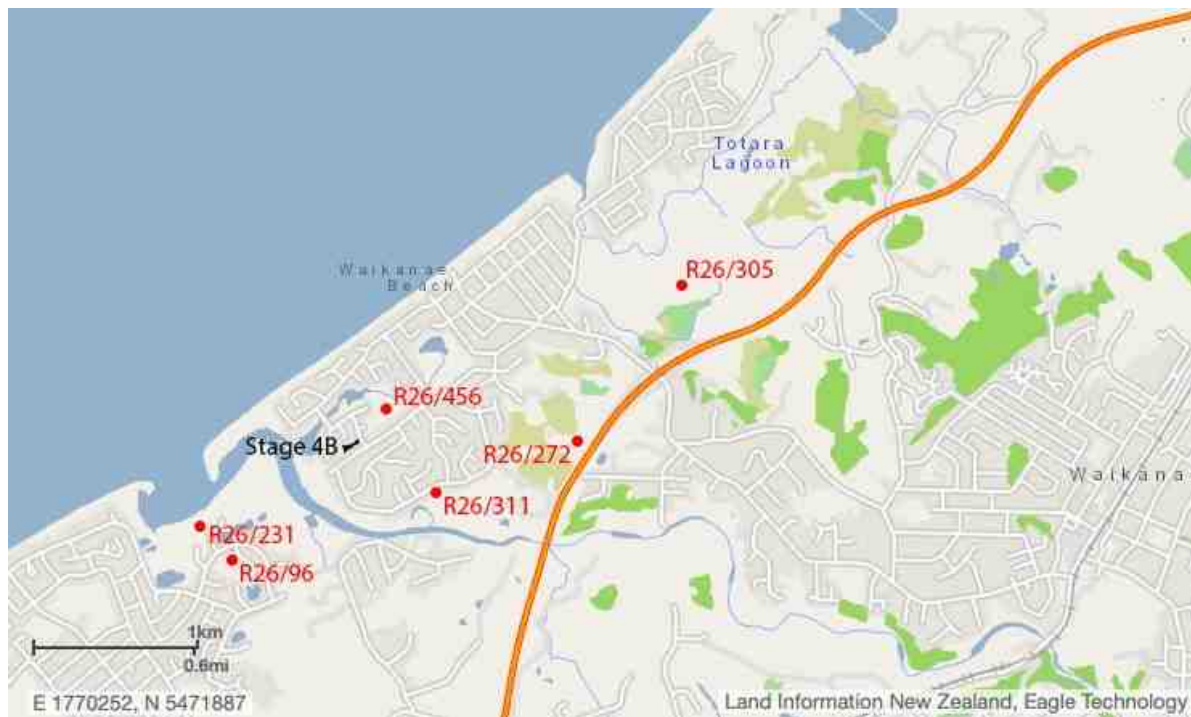 Totara
Lagoon
R26/305
Waikanae
Beach
R26/456
Stage 4B
R26/272
Waikana
R26/311
R26/231
R26/96
1km
0.6mi
E 1770252, N 5471887
Land Information New Zealand, Eagle Technology